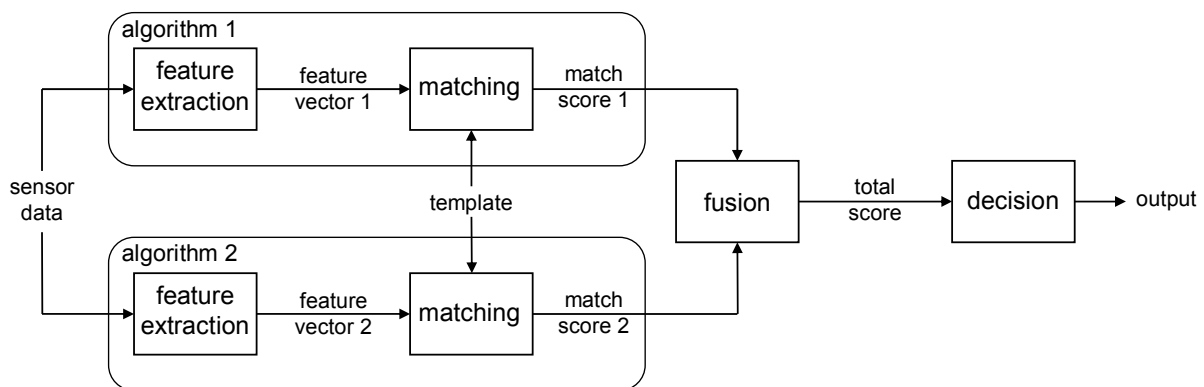 algorithm 1
feature
extraction
feature
vector 1
matching
match
score 1
sensor
data
template
fusion
total
score
decision
output
algorithm 2
feature
extraction
feature
vector 2
matching
match
score 2